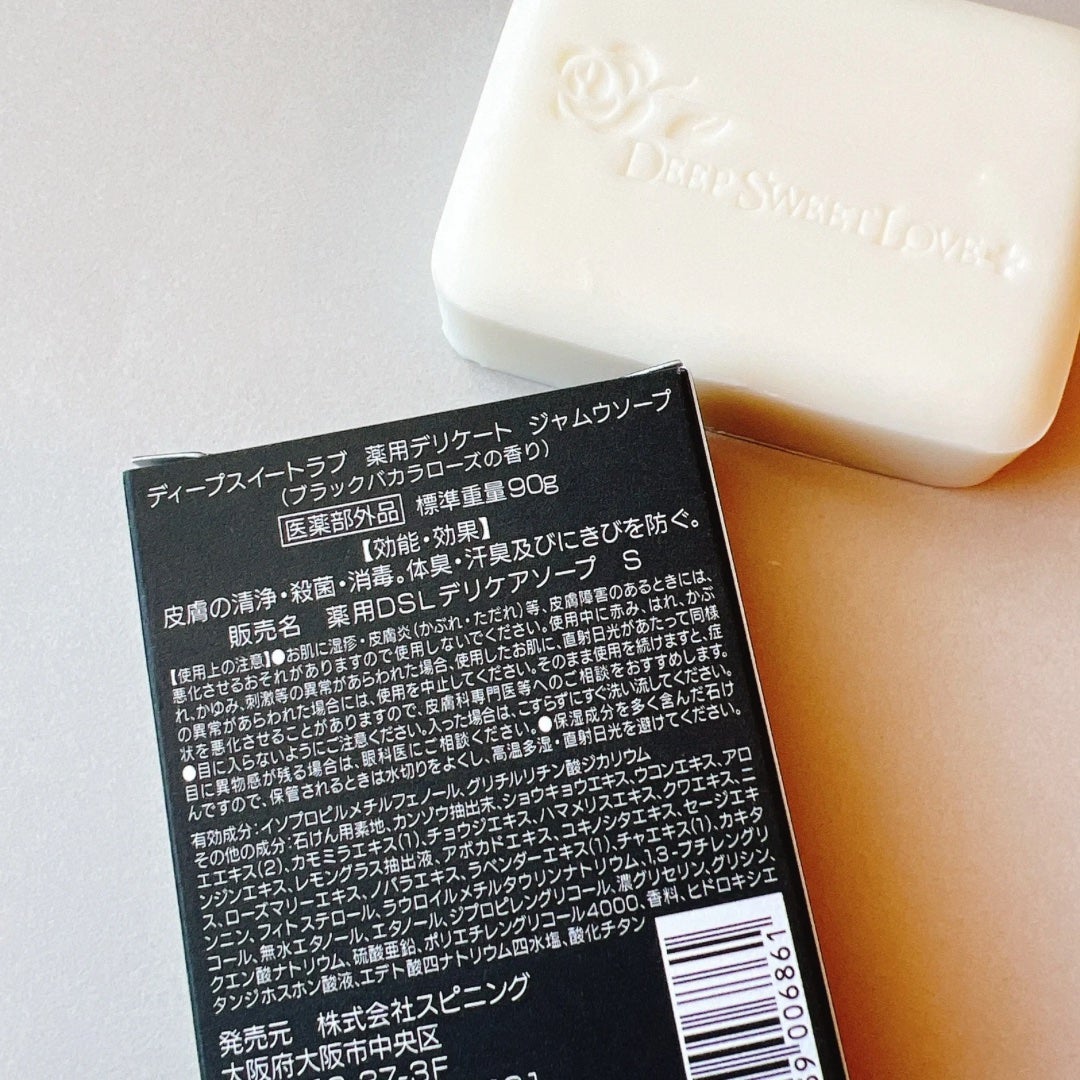 DEEP SWEET LOVE
ディープスイートラブ 薬用デリケート ジャムウソープ
(ブラックバカラローズの香り)
医薬部外品 標準重量90g
【効能・効果】
皮膚の清浄・殺菌・消毒。体臭・汗臭及びにきびを防ぐ。
販売名 薬用DSLデリケアソープ S
【使用上の注意】●お肌に湿疹・皮膚炎(かぶれ・ただれ)等、皮膚障害のあるときには、
悪化させるおそれがありますので使用しないでください。使用中に赤み、はれ、かぶ
れ、かゆみ、刺激等の異常があらわれた場合、使用したお肌に、直射日光があたって同様
の異常があらわれた場合には、使用を中止してください。そのまま使用を続けますと、症
状を悪化させることがありますので、皮膚科専門医等へのご相談をおすすめします。
●目に入らないようにご注意ください。入った場合は、こすらずにすぐ洗い流してください。
目に異物感が残る場合は、眼科医にご相談ください。●保湿成分を多く含んだ石け
んですので、保管されるときは水切りをよくし、高温多湿・直射日光を避けてください。
有効成分:イソプロピルメチルフェノール、グリチルリチン酸ジカリウム
その他の成分:石けん用素地、カンゾウ抽出末、ショウキョウエキス、ウコンエキス、アロ
エエキス(2)、カモミラエキス(1)、チョウジエキス、ハマメリスエキス、クワエキス、ニ
ンジンエキス、レモングラス抽出液、アボカドエキス、ユキノシタエキス、セージエキ
ス、ローズマリーエキス、ノバラエキス、ラベンダーエキス(1)、チャエキス(1)、カキタ
ンニン、フィトステロール、ラウロイルメチルタウリンナトリウム、1,3-ブチレングリ
コール、無水エタノール、エタノール、ジプロピレングリコール、濃グリセリン、グリシン、
クエン酸ナトリウム、硫酸亜鉛、ポリエチレングリコール4000、香料、ヒドロキシエ
タンジホスホン酸液、エデト酸四ナトリウム四水塩、酸化チタン
発売元 株式会社スピニング
大阪府大阪市中央区
27-3F
006861